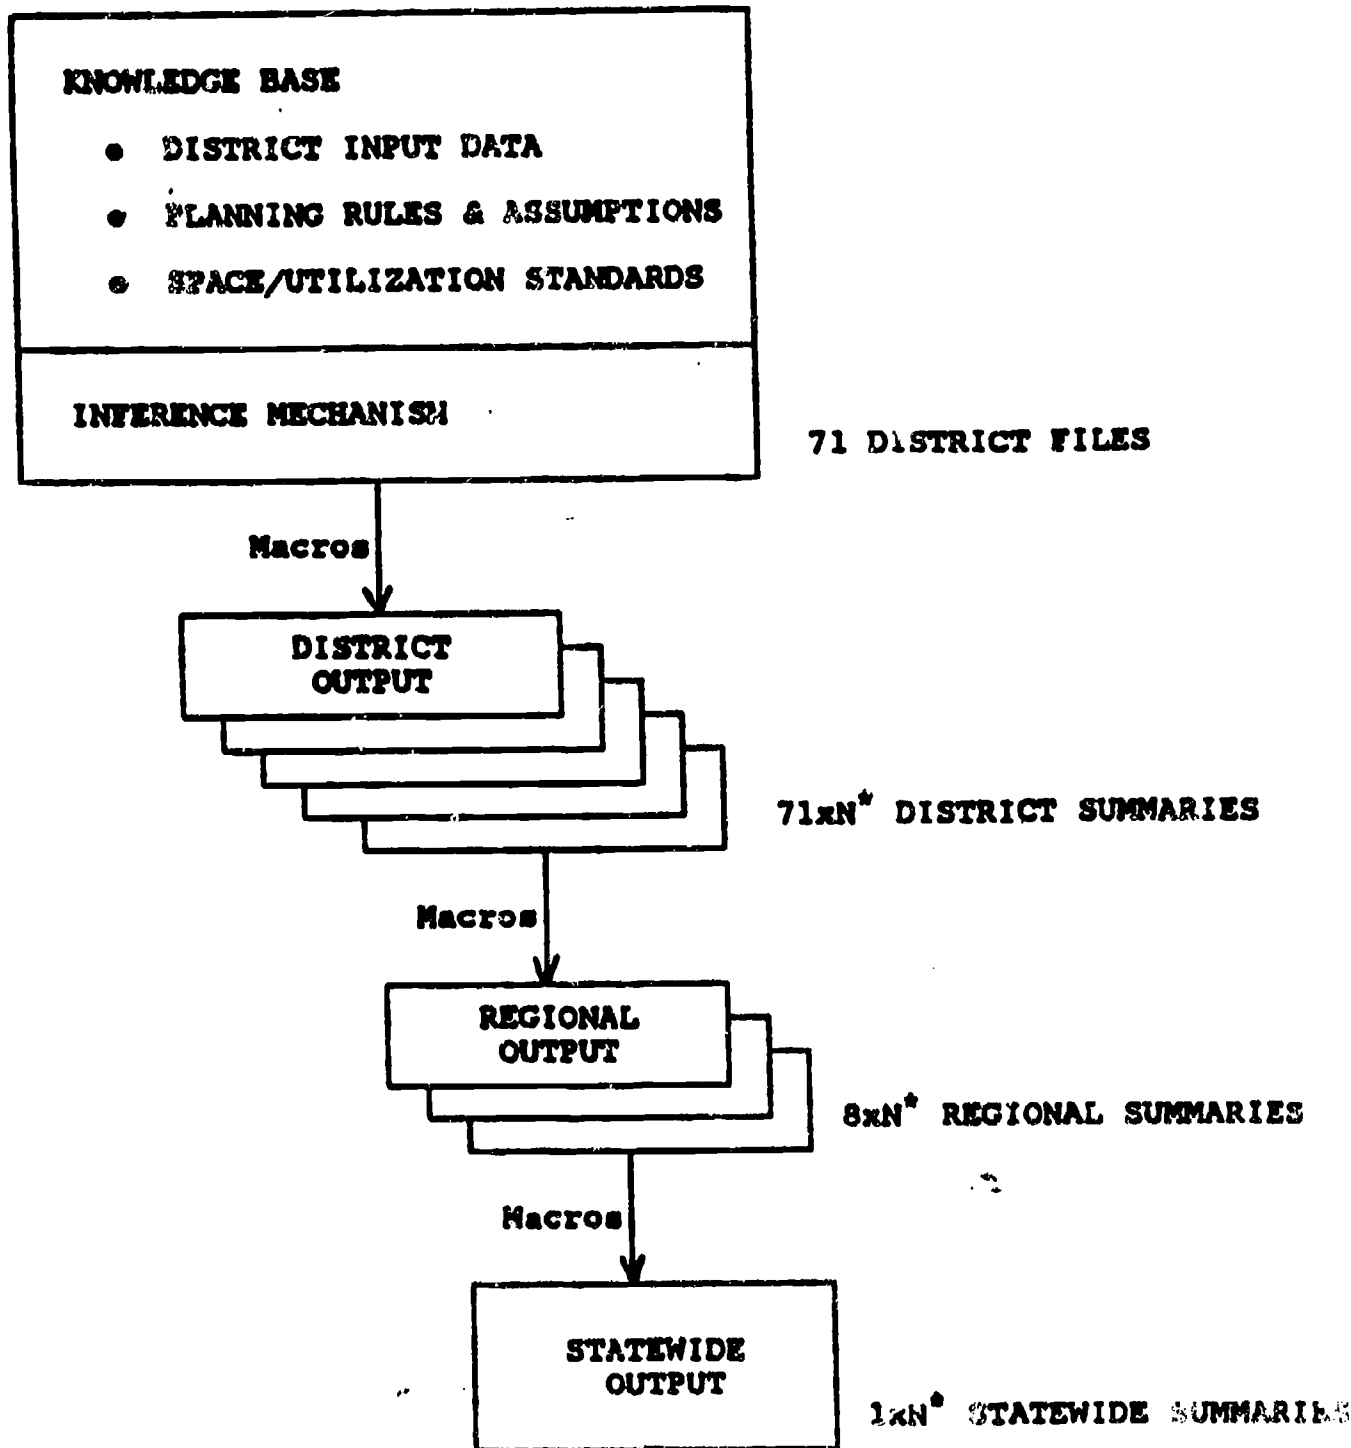 KNOWLEDGE BASE
• DISTRICT INPUT DATA
• PLANNING RULES & ASSUMPTIONS
• SPACE/UTILIZATION STANDARDS
INFERENCE MECHANISM
71 DISTRICT FILES
Macros
DISTRICT
OUTPUT
71xN* DISTRICT SUMMARIES
Macros
REGIONAL
OUTPUT
8xN* REGIONAL SUMMARIES
Macros
STATEWIDE
OUTPUT
1xN* STATEWIDE SUMMARIES